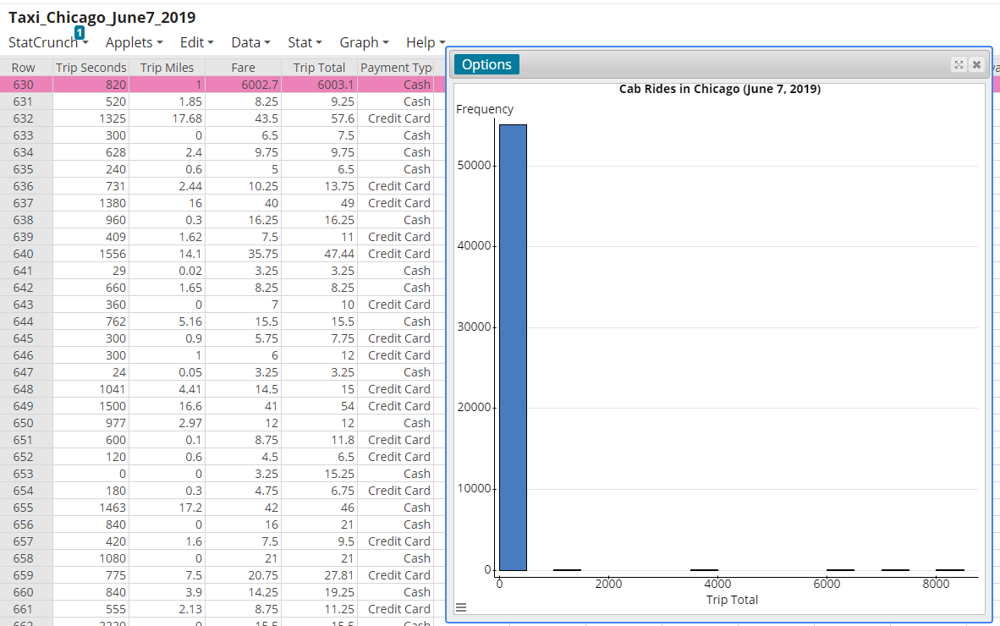 Taxi_Chicago_June7_2019
1
StatCrunch Applets Edit Data Stat Graph Help
Row Trip Seconds Trip Miles Fare Trip Total Payment Typ
630 820 1 6002.7 6003.1 Cash
631 520 1.85 8.25 9.25 Cash
632 1325 17.68 43.5 57.6 Credit Card
633 300 0 6.5 7.5 Cash
634 628 2.4 9.75 9.75 Cash
635 240 0.6 5 6.5 Cash
636 731 2.44 10.25 13.75 Credit Card
637 1380 16 40 49 Credit Card
638 960 0.3 16.25 16.25 Cash
639 409 1.62 7.5 11 Credit Card
640 1556 14.1 35.75 47.44 Credit Card
641 29 0.02 3.25 3.25 Cash
642 660 1.65 8.25 8.25 Cash
643 360 0 7 10 Credit Card
644 762 5.16 15.5 15.5 Cash
645 300 0.9 5.75 7.75 Credit Card
646 300 1 6 12 Credit Card
647 24 0.05 3.25 3.25 Cash
648 1041 4.41 14.5 15 Credit Card
649 1500 16.6 41 54 Credit Card
650 977 2.97 12 12 Cash
651 600 0.1 8.75 11.8 Credit Card
652 120 0.6 4.5 6.5 Credit Card
653 0 0 3.25 15.25 Cash
654 180 0.3 4.75 6.75 Credit Card
655 1463 17.2 42 46 Cash
656 840 0 16 21 Cash
657 420 1.6 7.5 9.5 Credit Card
658 1080 0 21 21 Cash
659 775 7.5 20.75 27.81 Credit Card
660 840 3.9 14.25 19.25 Cash
661 555 2.13 8.75 11.25 Credit Card
662 2220 0 15.5 15.5 Cash
Options
Cab Rides in Chicago (June 7, 2019)
Frequency
50000
40000
30000
20000
10000
0
0 2000 4000 6000 8000
Trip Total